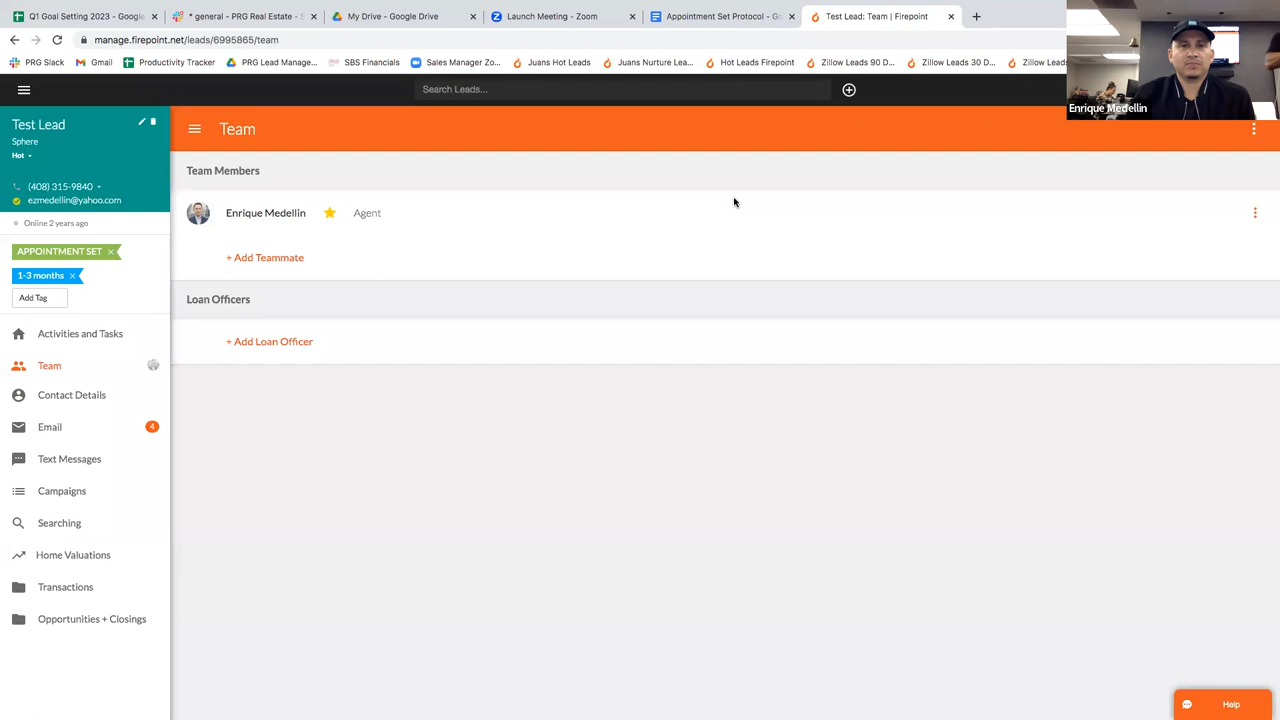 Q1 Goal Setting 2023 - Google
* general - PRG Real Estate - S
My Drive - Google Drive
Launch Meeting - Zoom
Appointment Set Protocol - Go
Test Lead: Team | Firepoint
manage.firepoint.net/leads/6995865/team
PRG Slack
Gmail
Productivity Tracker
PRG Lead Manage...
SBS Financials
Sales Manager Zo...
Juans Hot Leads
Juans Nurture Lea...
Hot Leads Firepoint
Zillow Leads 90 D...
Zillow Leads 30 D...
Zillow Leads
Enrique Medellin
Search Leads...
Test Lead
Sphere
Hot
(408) 315-9840
ezmedellin@yahoo.com
Online 2 years ago
APPOINTMENT SET
1-3 months
Add Tag
Activities and Tasks
Team
Contact Details
Email
4
Text Messages
Campaigns
Searching
Home Valuations
Transactions
Opportunities + Closings
Team
Team Members
Enrique Medellin
Agent
+ Add Teammate
Loan Officers
+ Add Loan Officer
Help